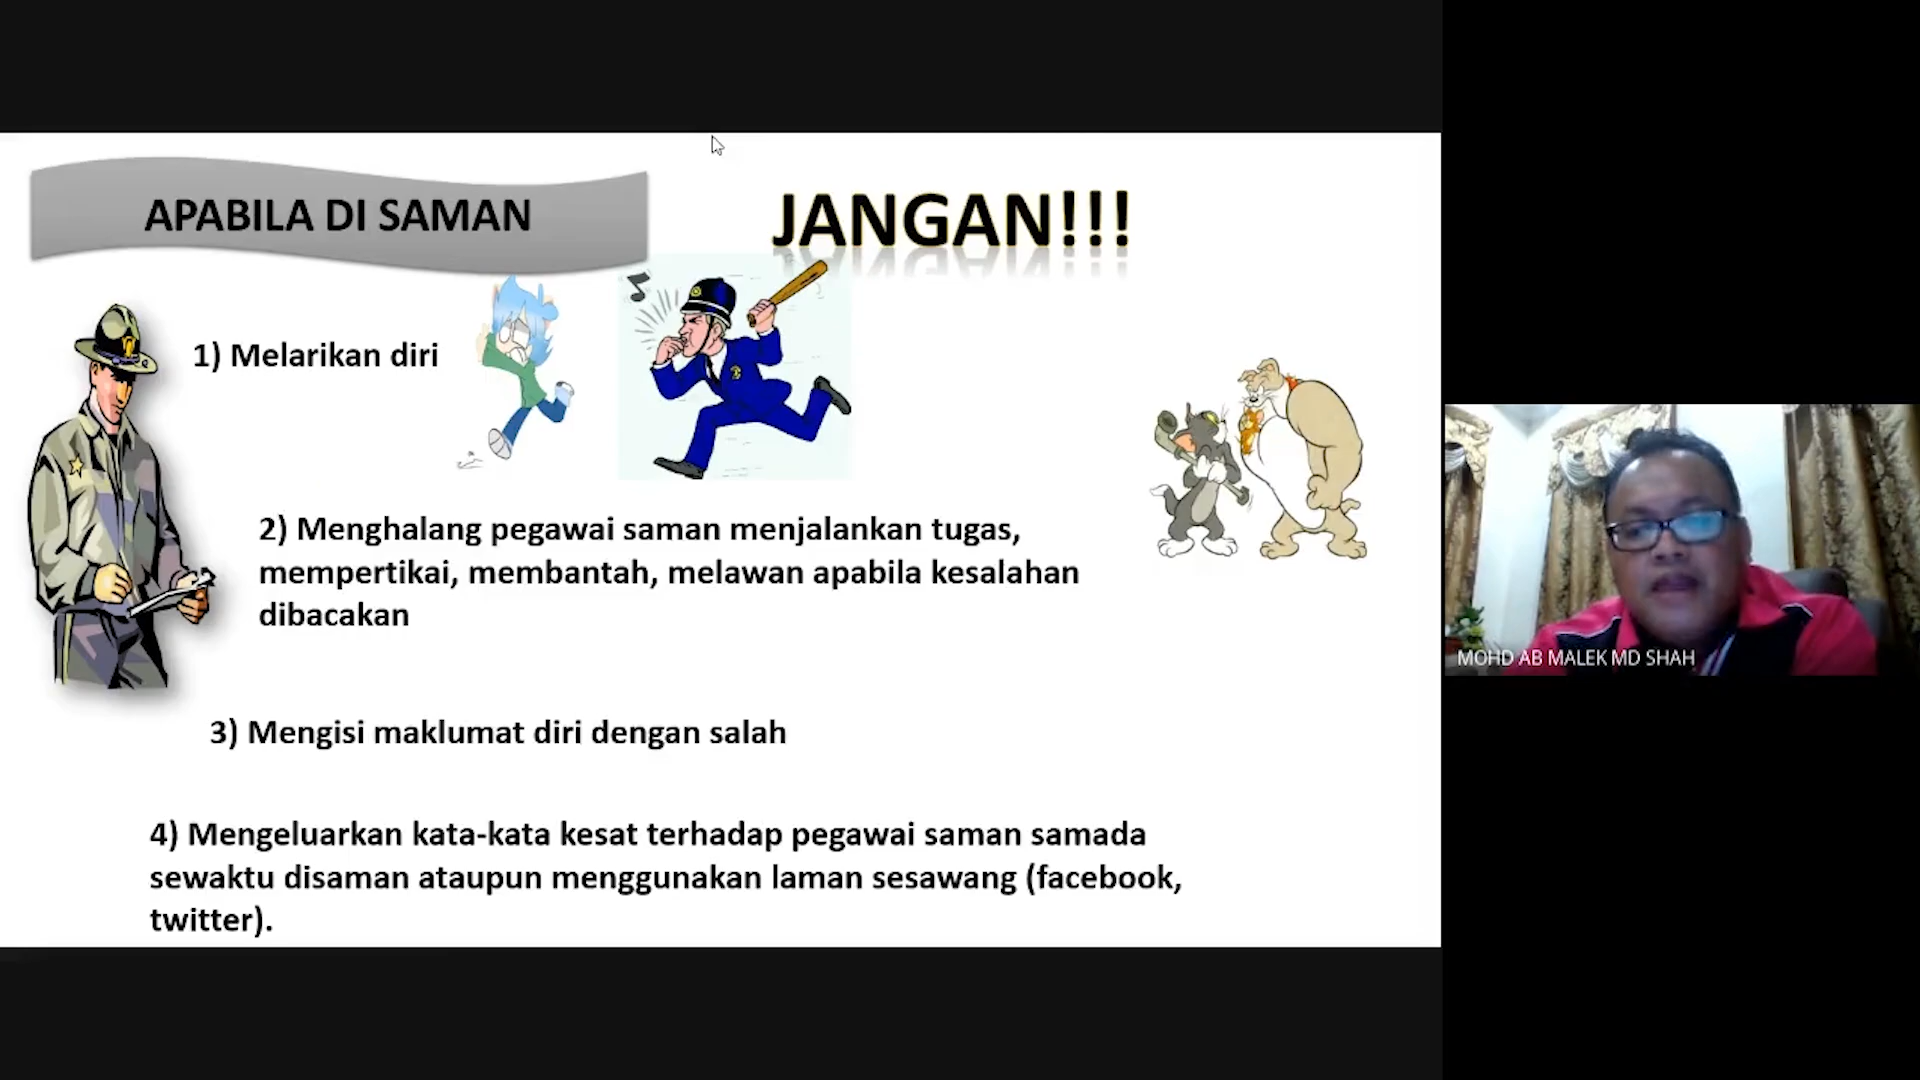 APABILA DI SAMAN
JANGAN!!!
1) Melarikan diri
2) Menghalang pegawai saman menjalankan tugas,
mempertikai, membantah, melawan apabila kesalahan
dibacakan
3) Mengisi maklumat diri dengan salah
4) Mengeluarkan kata-kata kesat terhadap pegawai saman samada
sewaktu disaman ataupun menggunakan laman sesawang (facebook,
twitter).
MOHD AB MALEK MD SHAH